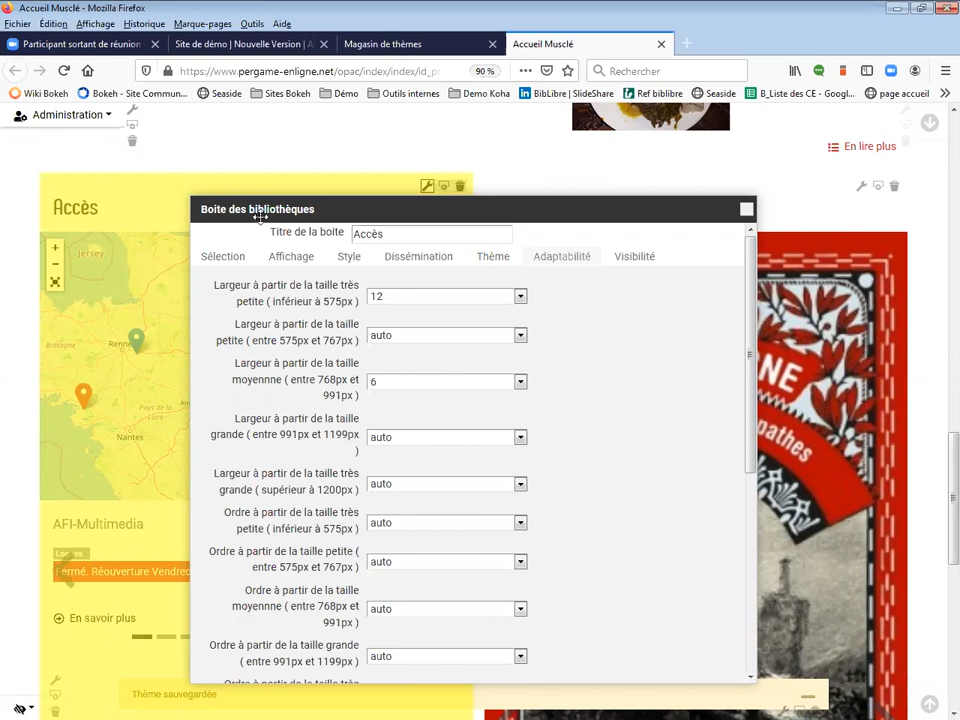 Accueil Musclé - Mozilla Firefox
Fichier Édition Affichage Historique Marque-pages Outils Aide
Participant sortant de réunion
Site de démo | Nouvelle Version | A
Magasin de thèmes
Accueil Musclé
https://www.pergame-enligne.net/opac/index/index/id_p
90 %
Rechercher
Wiki Bokeh
Bokeh - Site Commun...
Seaside
Sites Bokeh
Démo
Outils internes
Demo Koha
BibLibre | SlideShare
Ref biblibre
Seaside
B_Liste des CE - Googl...
page accueil
Administration
En lire plus
Accès
Boite des bibliothèques
Titre de la boite
Accès
Sélection Affichage Style Dissémination Thème Adaptabilité Visibilité
Largeur à partir de la taille très
petite ( inférieur à 575px )
12
Largeur à partir de la taille
petite ( entre 575px et 767px )
auto
Largeur à partir de la taille
moyennne ( entre 768px et
991px )
6
Largeur à partir de la taille
grande ( entre 991px et 1199px
)
auto
Largeur à partir de la taille très
grande ( supérieur à 1200px )
auto
Ordre à partir de la taille très
petite ( inférieur à 575px )
auto
Ordre à partir de la taille petite (
entre 575px et 767px )
auto
Ordre à partir de la taille
moyennne ( entre 768px et
991px )
auto
Ordre à partir de la taille grande
( entre 991px et 1199px )
auto
+
−
Jersey
Bretagne
Renne
Pays de la
Loire
Nantes
AFI-Multimedia
Fermé. Réouverture Vendred
En savoir plus
Thème sauvegardée
NE
opathes